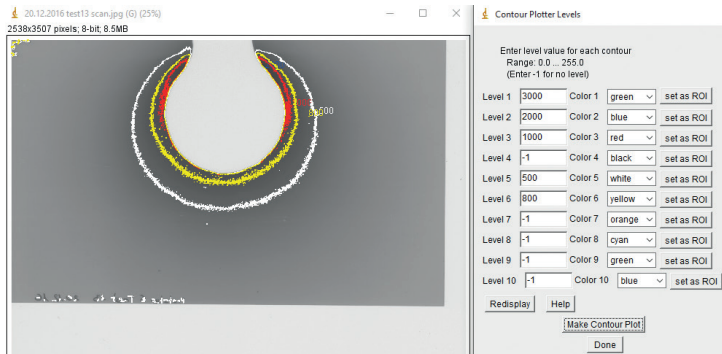 20.12.2016 test13 scan.jpg (G) (25%)
2538x3507 pixels; 8-bit; 8.5MB
Contour Plotter Levels
Enter level value for each contour
Range: 0.0 ... 255.0
(Enter -1 for no level)
Level 1 3000 Color 1 green set as ROI
Level 2 2000 Color 2 blue set as ROI
Level 3 1000 Color 3 red set as ROI
Level 4 -1 Color 4 black set as ROI
Level 5 500 Color 5 white set as ROI
Level 6 800 Color 6 yellow set as ROI
Level 7 -1 Color 7 orange set as ROI
Level 8 -1 Color 8 cyan set as ROI
Level 9 -1 Color 9 green set as ROI
Level 10 -1 Color 10 blue set as ROI
Redisplay Help
Make Contour Plot
Done